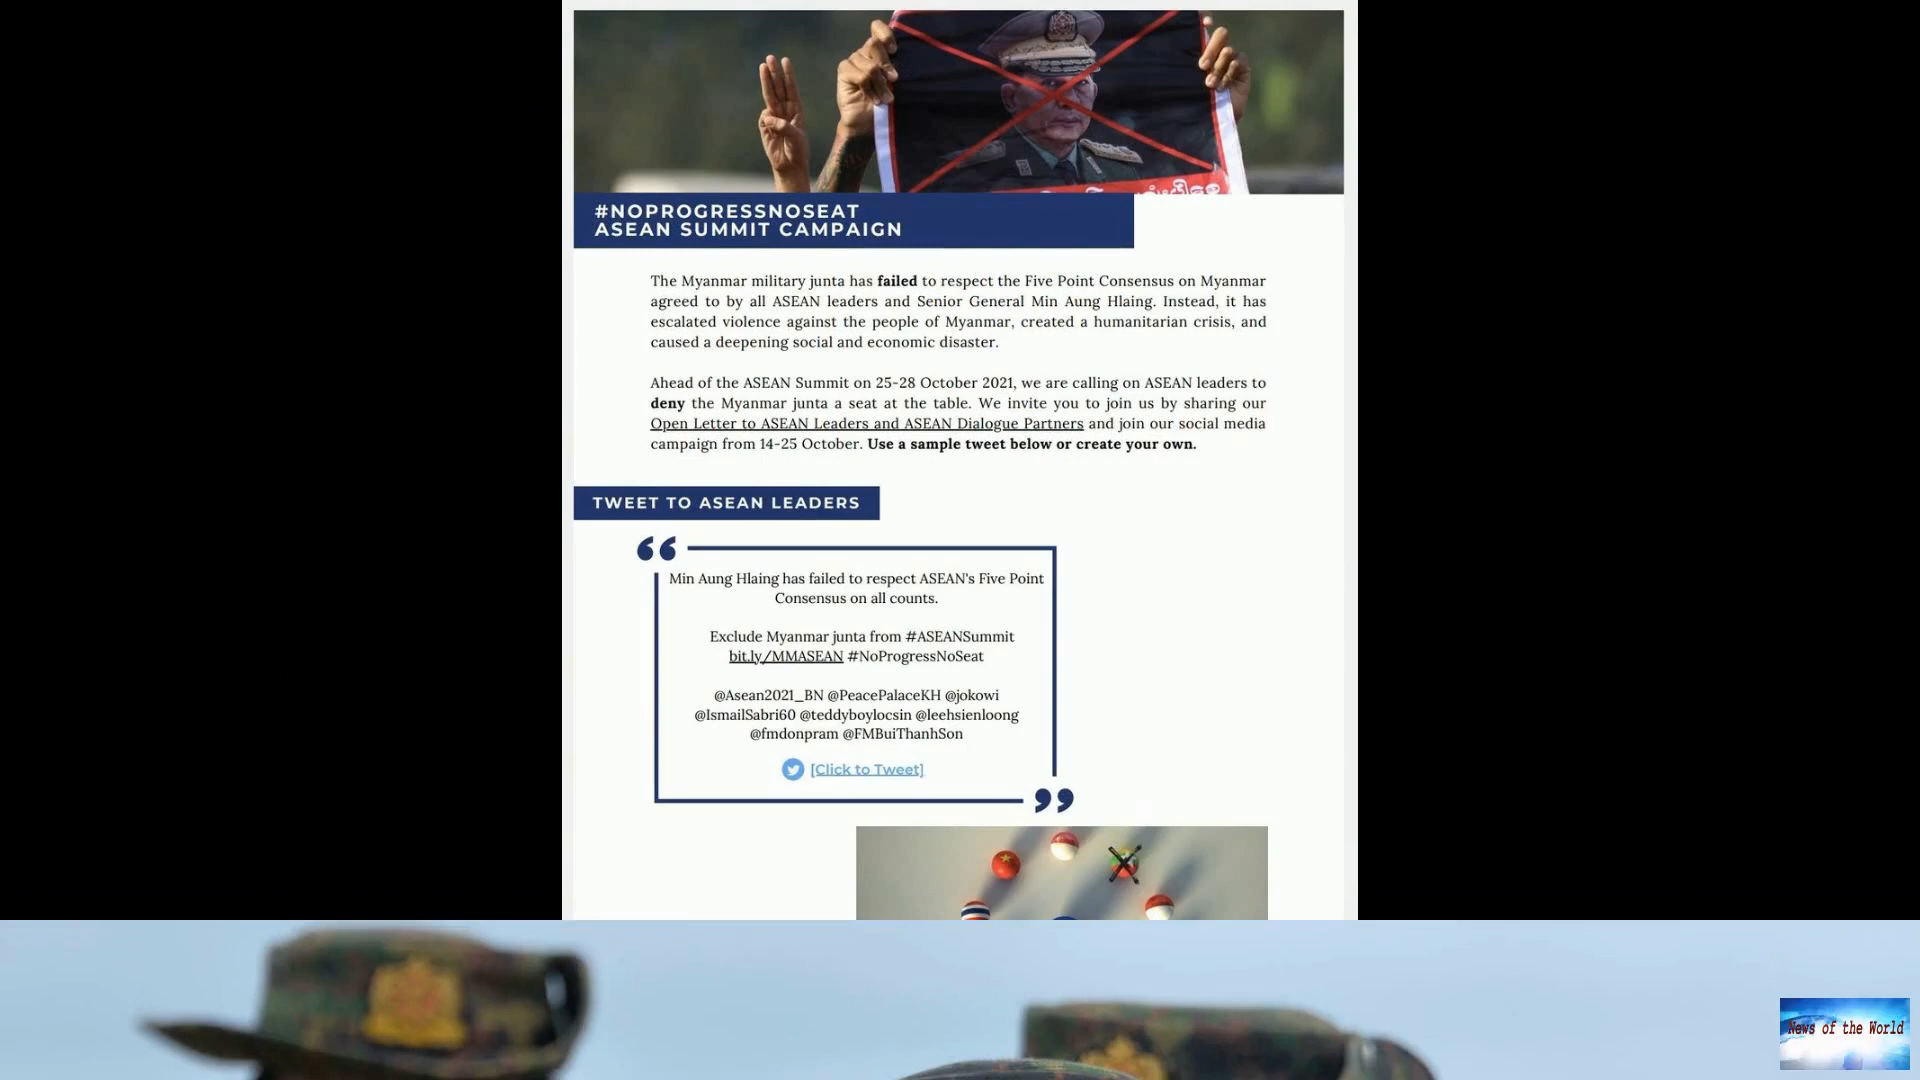 #NOPROGRESSNOSEAT
ASEAN SUMMIT CAMPAIGN
The Myanmar military junta has failed to respect the Five Point Consensus on Myanmar
agreed to by all ASEAN leaders and Senior General Min Aung Hlaing. Instead, it has
escalated violence against the people of Myanmar, created a humanitarian crisis, and
caused a deepening social and economic disaster.
Ahead of the ASEAN Summit on 25-28 October 2021, we are calling on ASEAN leaders to
deny the Myanmar junta a seat at the table. We invite you to join us by sharing our
Open Letter to ASEAN Leaders and ASEAN Dialogue Partners and join our social media
campaign from 14-25 October. Use a sample tweet below or create your own.
TWEET TO ASEAN LEADERS
“
Min Aung Hlaing has failed to respect ASEAN's Five Point
Consensus on all counts.
Exclude Myanmar junta from #ASEANSummit
bit.ly/MMASEAN #NoProgressNoSeat
@Asean2021_BN @PeacePalaceKH @jokowi
@IsmailSabri60 @teddyboylocsin @leehsienloong
@fmdonpram @FMBuiThanhSon
[Click to Tweet]
”
News of the World